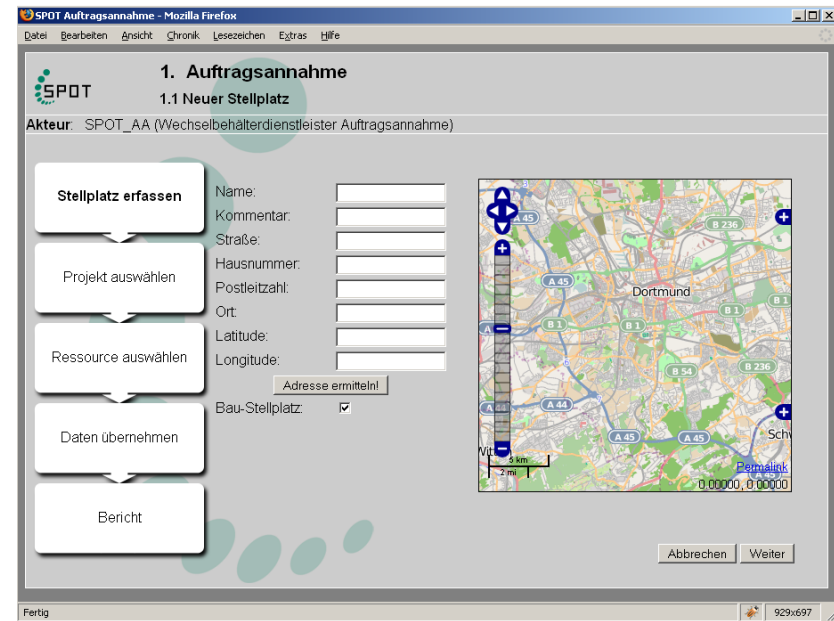 SPOT Auftragsannahme - Mozilla Firefox
Datei Bearbeiten Ansicht Chronik Lesezeichen Extras Hilfe
SPOT
1. Auftragsannahme
1.1 Neuer Stellplatz
Akteur: SPOT_AA (Wechselbehälterdienstleister Auftragsannahme)
Stellplatz erfassen
Projekt auswählen
Ressource auswählen
Daten übernehmen
Bericht
Name:
Kommentar:
Straße:
Hausnummer:
Postleitzahl:
Ort:
Latitude:
Longitude:
Adresse ermitteln!
Bau-Stellplatz:
A 45
B 236
A 45
Dortmund
B 1
B 1
B 1
B 1
B 54
B 236
A 44
A 44
A 45
A 45
Schw
Witten
5 km
2 mi
Permalink
0.00000, 0.00000
Abbrechen Weiter
Fertig
929x697